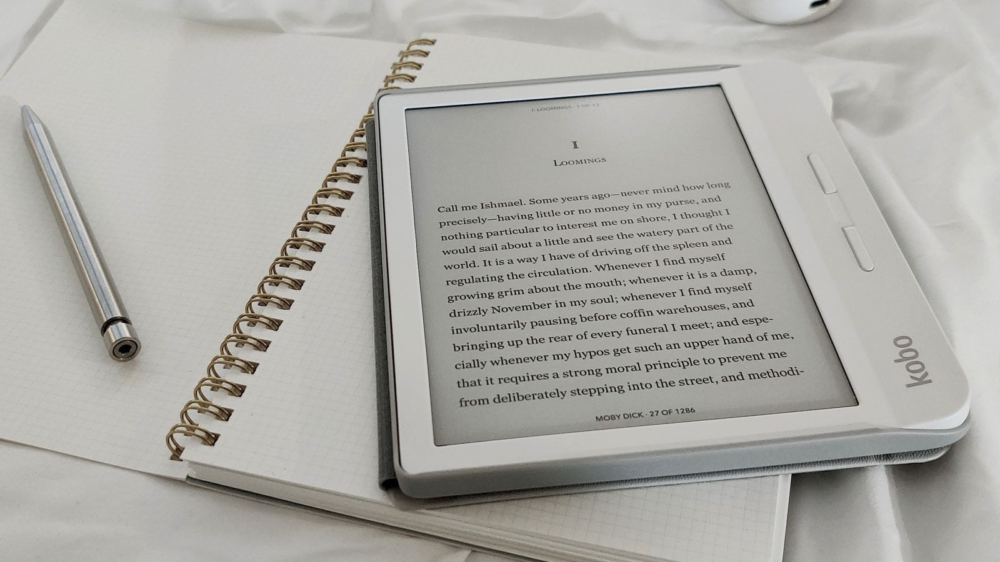 I: LOOMINGS · 1 OF 13
I
LOOMINGS
Call me Ishmael. Some years ago—never mind how long
precisely—having little or no money in my purse, and
nothing particular to interest me on shore, I thought I
would sail about a little and see the watery part of the
world. It is a way I have of driving off the spleen and
regulating the circulation. Whenever I find myself
growing grim about the mouth; whenever it is a damp,
drizzly November in my soul; whenever I find myself
involuntarily pausing before coffin warehouses, and
bringing up the rear of every funeral I meet; and espe-
cially whenever my hypos get such an upper hand of me,
that it requires a strong moral principle to prevent me
from deliberately stepping into the street, and methodi-
MOBY DICK · 27 OF 1286
kobo